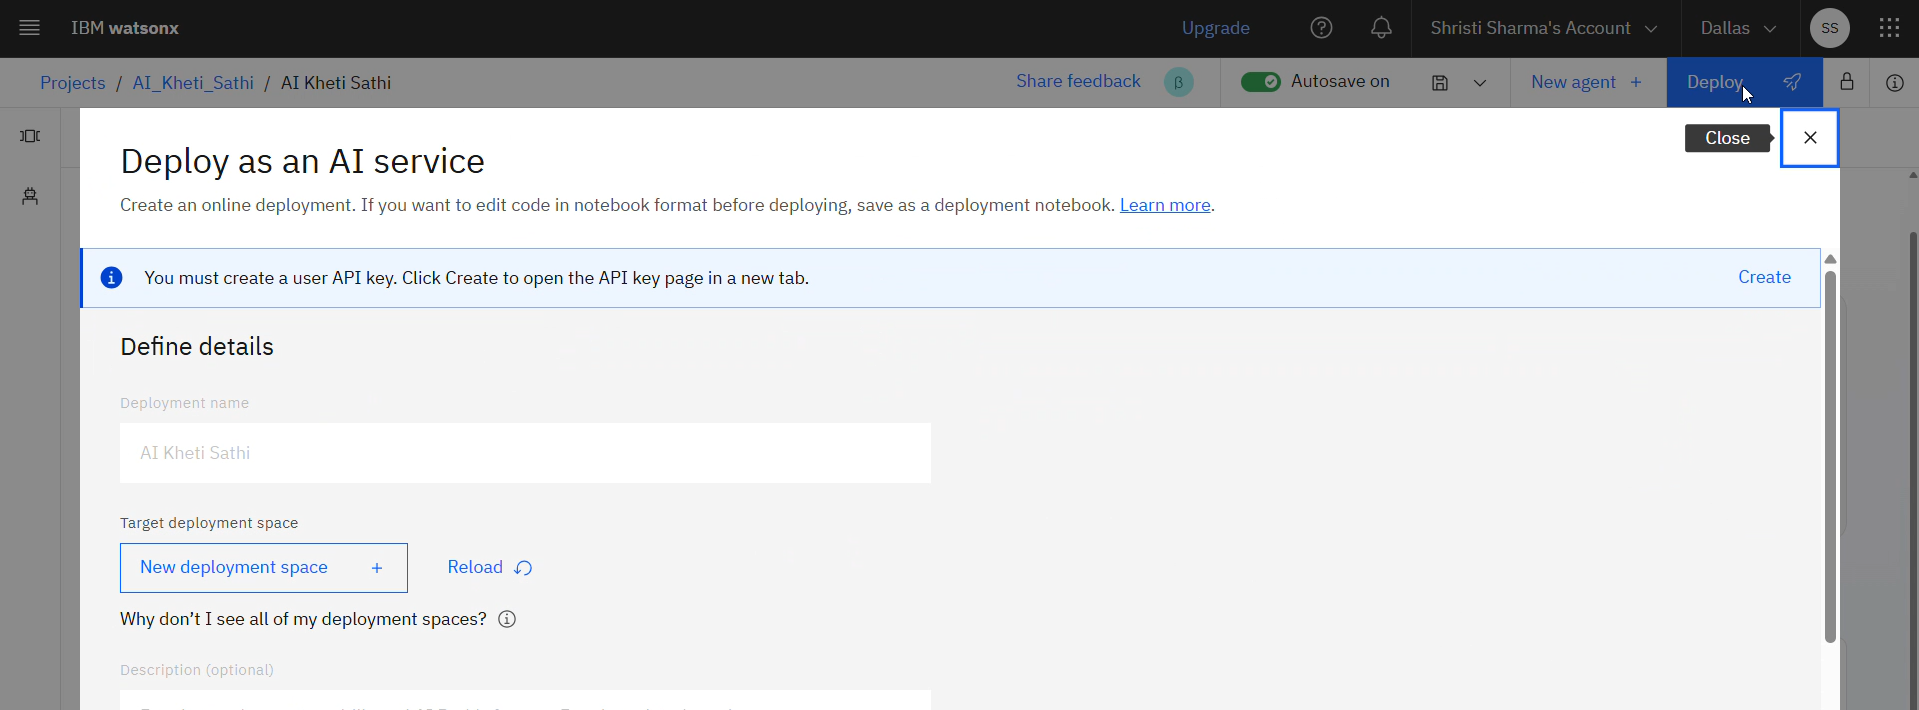 IBM watsonx
Upgrade
Shristi Sharma's Account
Dallas
SS
Projects / AI_Kheti_Sathi / AI Kheti Sathi
Share feedback
β
Autosave on
New agent +
Deploy
Close
Deploy as an AI service
Create an online deployment. If you want to edit code in notebook format before deploying, save as a deployment notebook. Learn more.
You must create a user API key. Click Create to open the API key page in a new tab.
Create
Define details
Deployment name
AI Kheti Sathi
Target deployment space
New deployment space +
Reload
Why don’t I see all of my deployment spaces?
Description (optional)